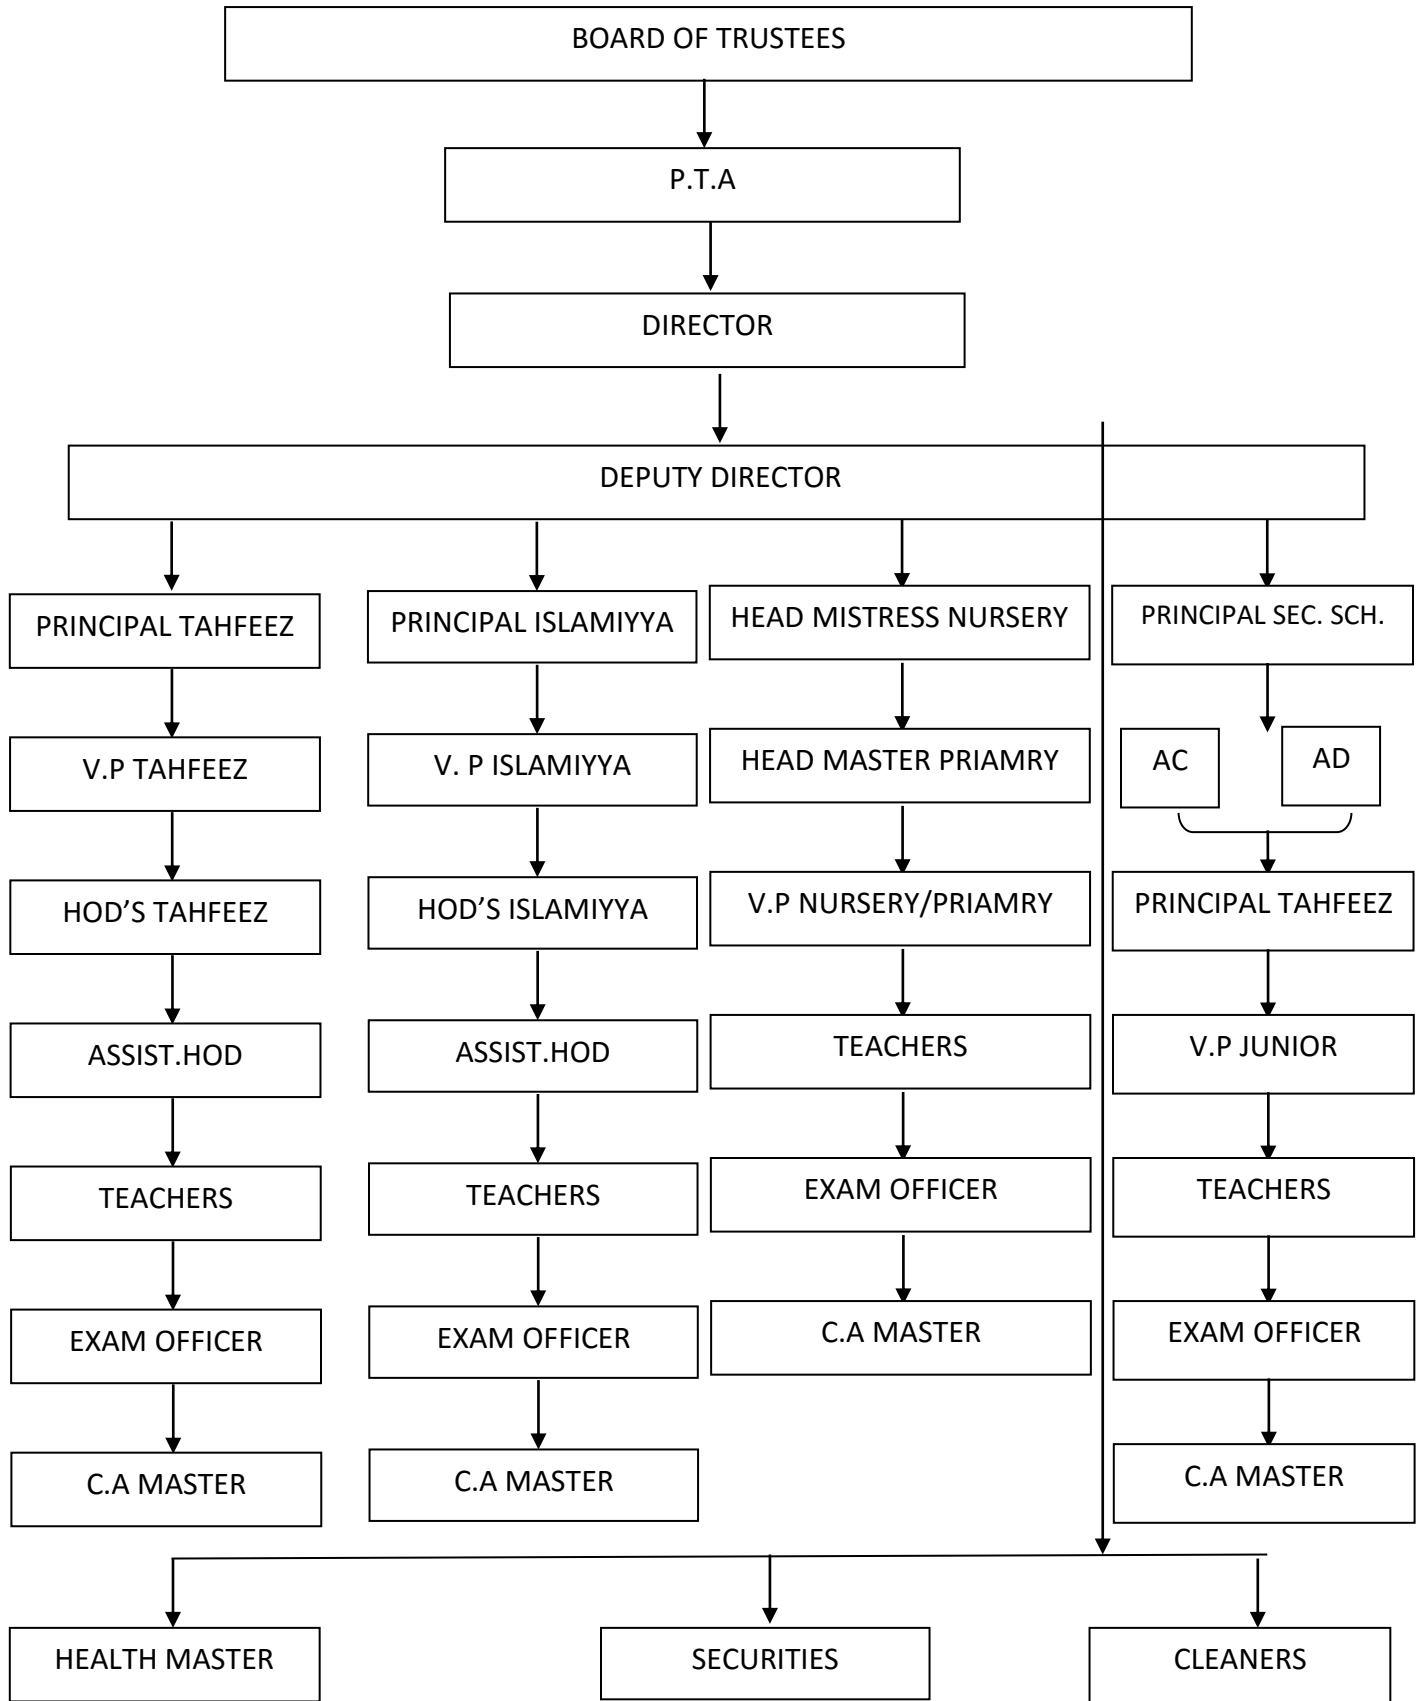 BOARD OF TRUSTEES
P.T.A
DIRECTOR
DEPUTY DIRECTOR
PRINCIPAL TAHFEEZ
PRINCIPAL ISLAMIYYA
HEAD MISTRESS NURSERY
PRINCIPAL SEC. SCH.
V.P TAHFEEZ
V. P ISLAMIYYA
HEAD MASTER PRIAMRY
AC
AD
HOD’S TAHFEEZ
HOD’S ISLAMIYYA
V.P NURSERY/PRIAMRY
PRINCIPAL TAHFEEZ
ASSIST.HOD
ASSIST.HOD
TEACHERS
V.P JUNIOR
TEACHERS
TEACHERS
EXAM OFFICER
TEACHERS
EXAM OFFICER
EXAM OFFICER
C.A MASTER
EXAM OFFICER
C.A MASTER
C.A MASTER
C.A MASTER
HEALTH MASTER
SECURITIES
CLEANERS